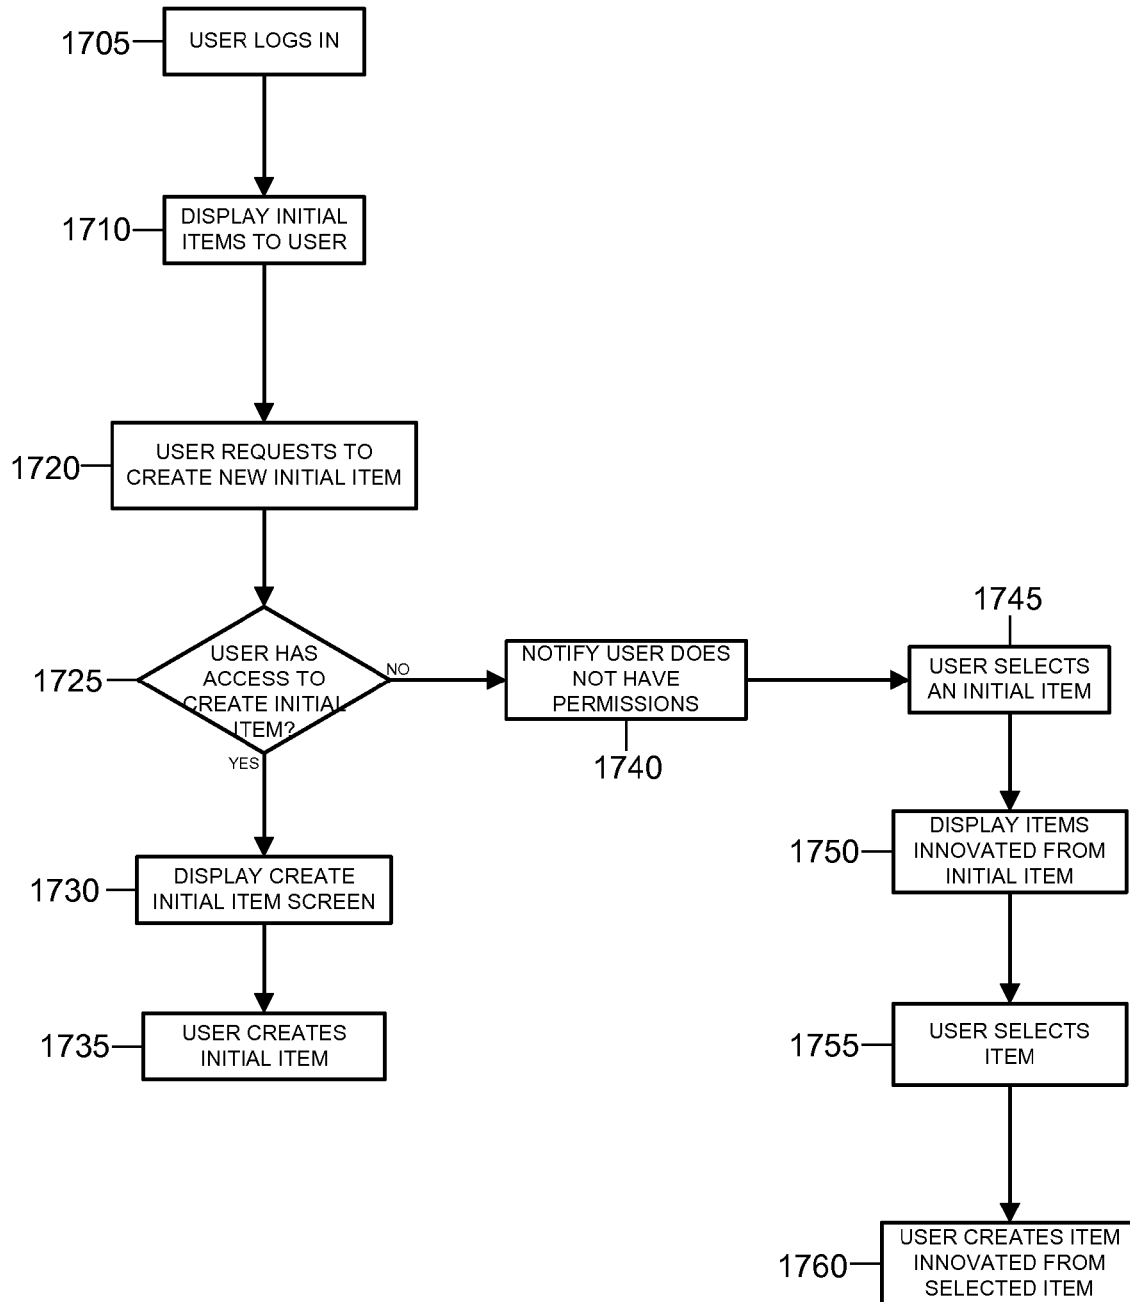 1705
USER LOGS IN
1710
DISPLAY INITIAL
ITEMS TO USER
1720
USER REQUESTS TO
CREATE NEW INITIAL ITEM
1725
USER HAS
ACCESS TO
CREATE INITIAL
ITEM?
NO
YES
NOTIFY USER DOES
NOT HAVE
PERMISSIONS
1740
1745
USER SELECTS
AN INITIAL ITEM
1750
DISPLAY ITEMS
INNOVATED FROM
INITIAL ITEM
1730
DISPLAY CREATE
INITIAL ITEM SCREEN
1735
USER CREATES
INITIAL ITEM
1755
USER SELECTS
ITEM
1760
USER CREATES ITEM
INNOVATED FROM
SELECTED ITEM